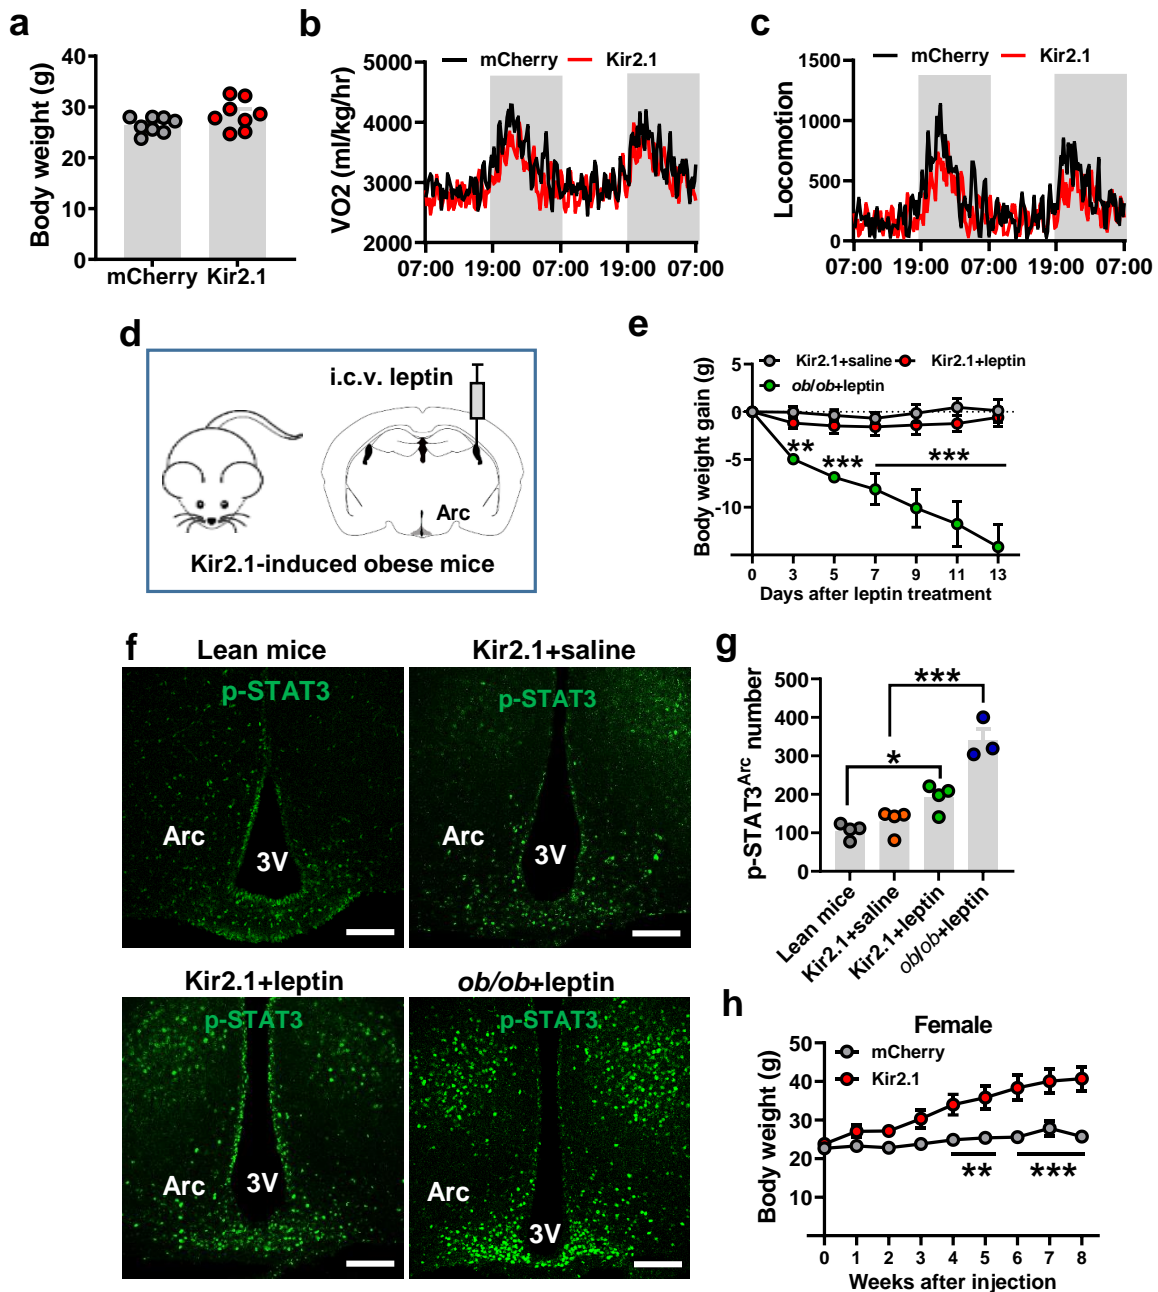 a
Body weight (g)
40
30
20
10
0
mCherry Kir2.1
b
mCherry Kir2.1
VO2 (ml/kg/hr)
5000
4000
3000
2000
07:00 19:00 07:00 19:00 07:00
c
mCherry Kir2.1
Locomotion
1500
1000
500
0
07:00 19:00 07:00 19:00 07:00
d
i.c.v. leptin
Arc
Kir2.1-induced obese mice
e
Kir2.1+saline Kir2.1+leptin
ob/ob+leptin
Body weight gain (g)
5
0
-5
-10
** *** ***
0 3 5 7 9 11 13
Days after leptin treatment
f
Lean mice
p-STAT3
Arc
3V
Kir2.1+saline
p-STAT3
Arc
3V
Kir2.1+leptin
p-STAT3
Arc
3V
ob/ob+leptin
p-STAT3
Arc
3V
g
p-STAT3Arc number
500
400
300
200
100
0
***
*
Lean mice
Kir2.1+saline
Kir2.1+leptin
ob/ob+leptin
h
Female
mCherry
Kir2.1
Body weight (g)
50
40
30
20
10
** ***
0 1 2 3 4 5 6 7 8
Weeks after injection